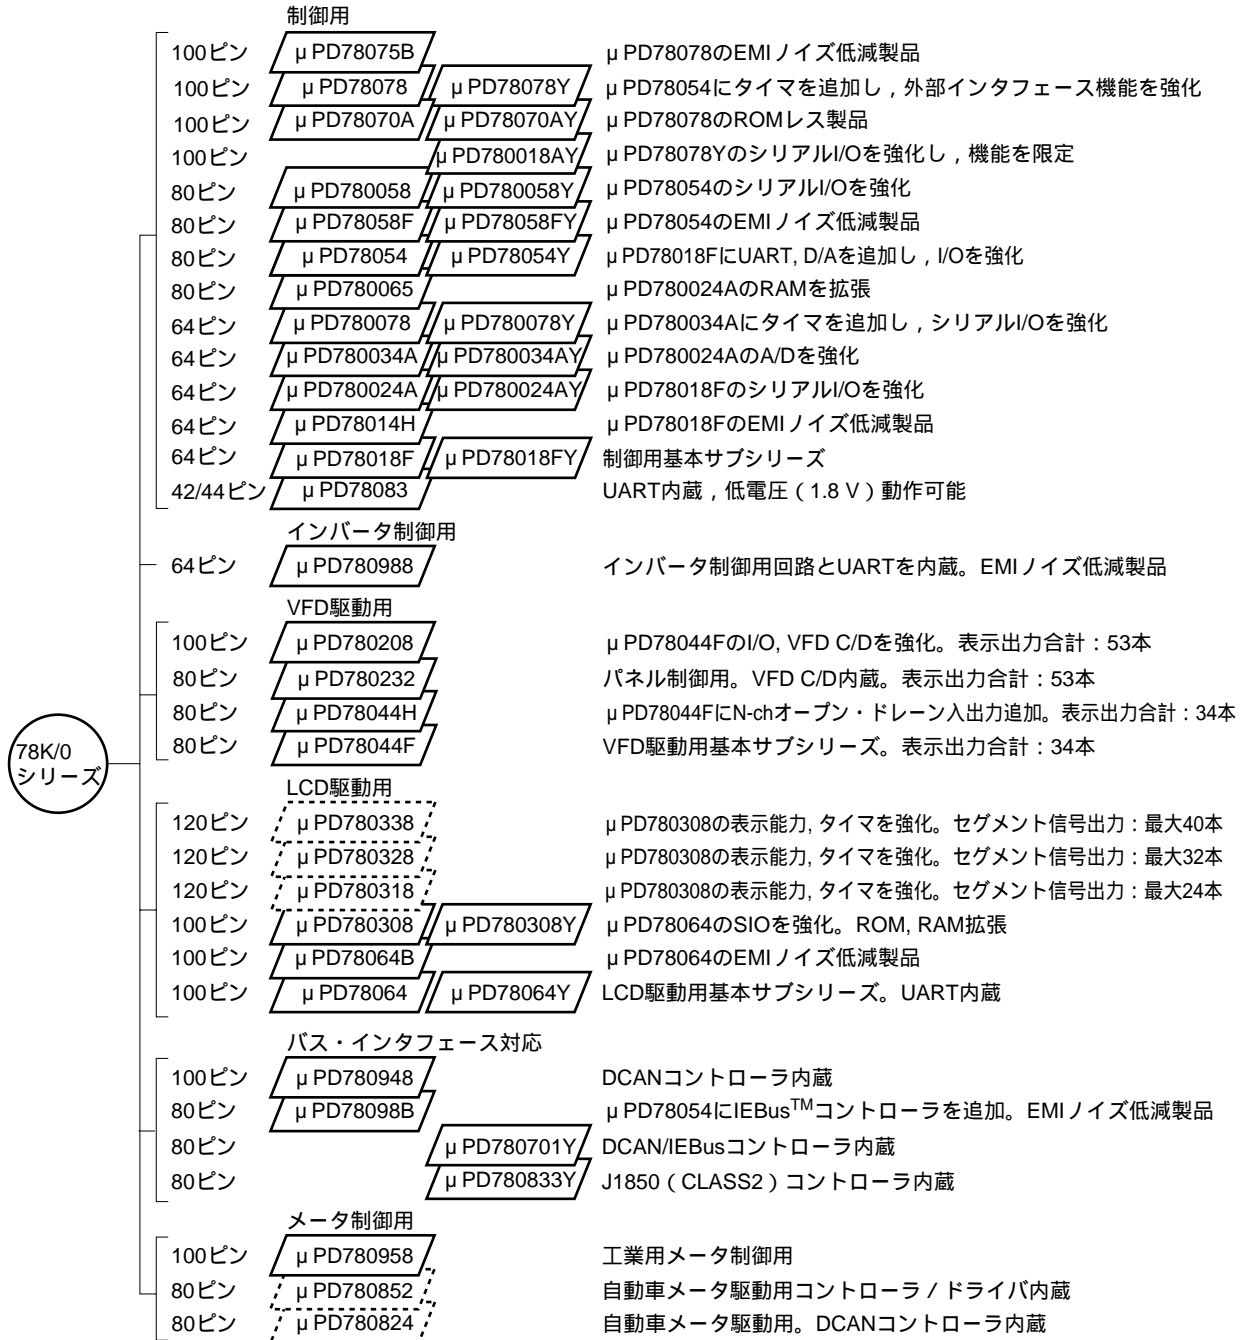 制御用
100ピン μPD78075B μPD78078のEMIノイズ低減製品
100ピン μPD78078 μPD78078Y μPD78054にタイマを追加し，外部インタフェース機能を強化
100ピン μPD78070A μPD78070AY μPD78078のROMレス製品
100ピン μPD780018AY μPD78078YのシリアルI/Oを強化し，機能を限定
80ピン μPD780058 μPD780058Y μPD78054のシリアルI/Oを強化
80ピン μPD78058F μPD78058FY μPD78054のEMIノイズ低減製品
80ピン μPD78054 μPD78054Y μPD78018FにUART, D/Aを追加し，I/Oを強化
80ピン μPD780065 μPD780024AのRAMを拡張
64ピン μPD780078 μPD780078Y μPD780034Aにタイマを追加し，シリアルI/Oを強化
64ピン μPD780034A μPD780034AY μPD780024AのA/Dを強化
64ピン μPD780024A μPD780024AY μPD78018FのシリアルI/Oを強化
64ピン μPD78014H μPD78018FのEMIノイズ低減製品
64ピン μPD78018F μPD78018FY 制御用基本サブシリーズ
42/44ピン μPD78083 UART内蔵，低電圧（1.8 V）動作可能
インバータ制御用
64ピン μPD780988 インバータ制御用回路とUARTを内蔵。EMIノイズ低減製品
VFD駆動用
100ピン μPD780208 μPD78044FのI/O, VFD C/Dを強化。表示出力合計：53本
80ピン μPD780232 パネル制御用。VFD C/D内蔵。表示出力合計：53本
80ピン μPD78044H μPD78044FにN-chオープン・ドレーン入出力追加。表示出力合計：34本
80ピン μPD78044F VFD駆動用基本サブシリーズ。表示出力合計：34本
78K/0
シリーズ
LCD駆動用
120ピン μPD780338 μPD780308の表示能力, タイマを強化。セグメント信号出力：最大40本
120ピン μPD780328 μPD780308の表示能力, タイマを強化。セグメント信号出力：最大32本
120ピン μPD780318 μPD780308の表示能力, タイマを強化。セグメント信号出力：最大24本
100ピン μPD780308 μPD780308Y μPD78064のSIOを強化。ROM, RAM拡張
100ピン μPD78064B μPD78064のEMIノイズ低減製品
100ピン μPD78064 μPD78064Y LCD駆動用基本サブシリーズ。UART内蔵
バス・インタフェース対応
100ピン μPD780948 DCANコントローラ内蔵
80ピン μPD78098B μPD78054にIEBusTMコントローラを追加。EMIノイズ低減製品
80ピン μPD780701Y DCAN/IEBusコントローラ内蔵
80ピン μPD780833Y J1850（CLASS2）コントローラ内蔵
メータ制御用
100ピン μPD780958 工業用メータ制御用
80ピン μPD780852 自動車メータ駆動用コントローラ／ドライバ内蔵
80ピン μPD780824 自動車メータ駆動用。DCANコントローラ内蔵